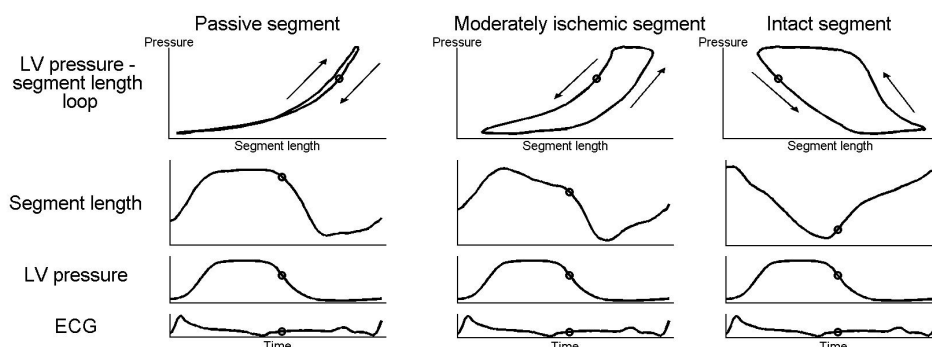 Passive segment
Moderately ischemic segment
Intact segment
Pressure
Pressure
Pressure
LV pressure -
segment length
loop
Segment length
Segment length
Segment length
Segment length
LV pressure
ECG
Time
Time
Time